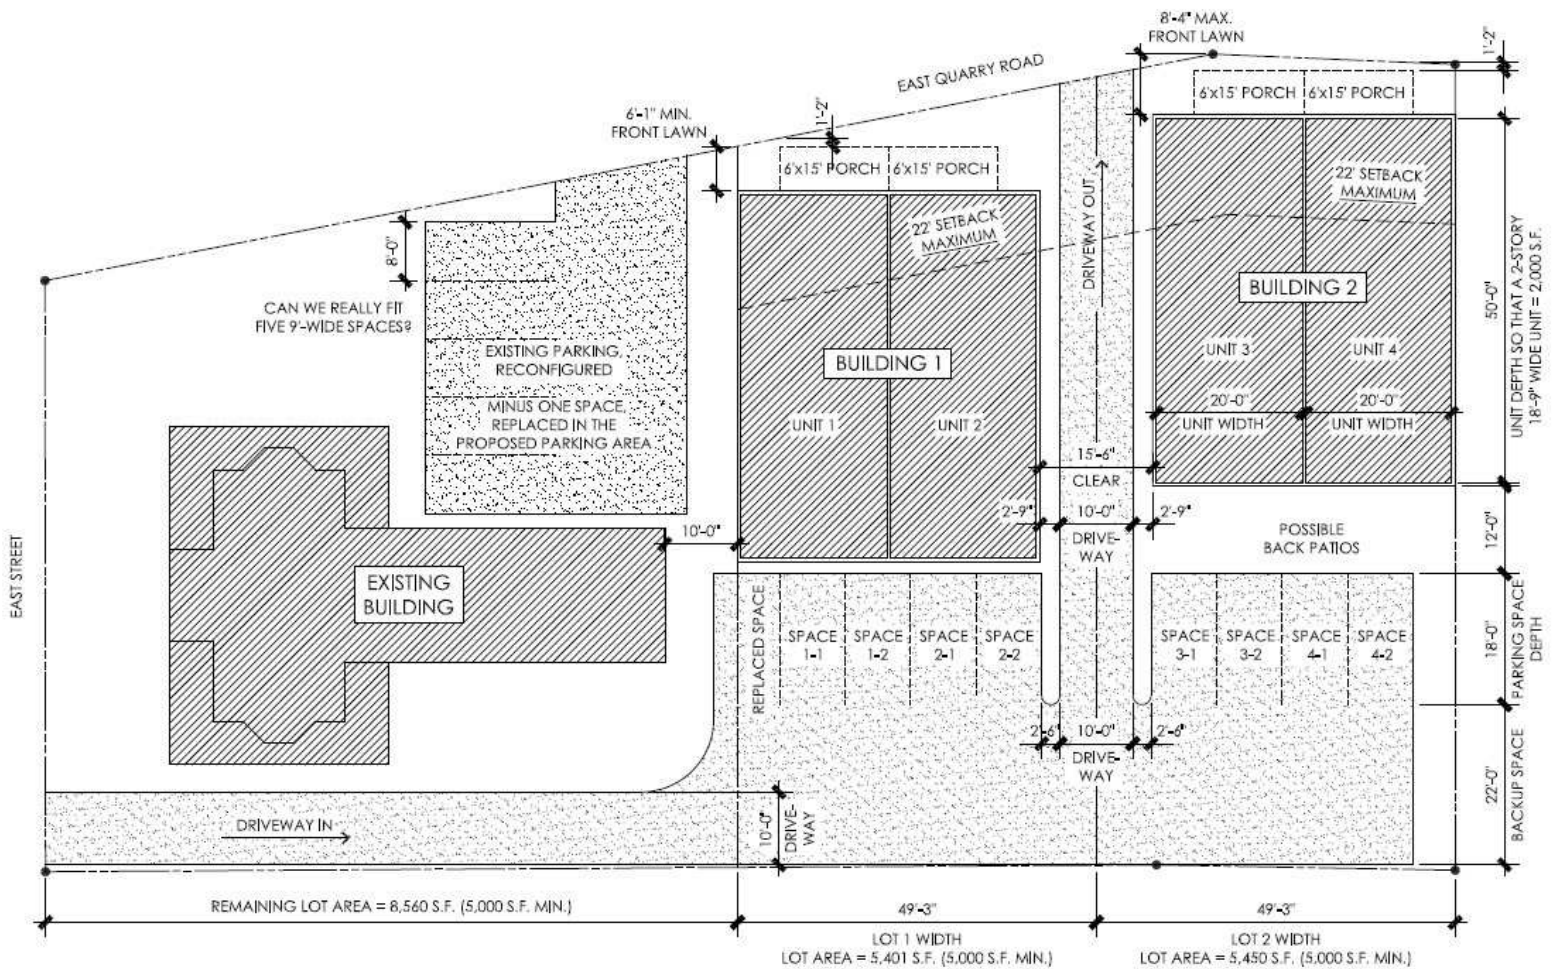 8'-4" MAX.
FRONT LAWN
1'-2"
EAST QUARRY ROAD
6'x15' PORCH
6'x15' PORCH
6'-1" MIN.
FRONT LAWN
1'-2"
6'x15' PORCH
6'x15' PORCH
22' SETBACK
MAXIMUM
22' SETBACK
MAXIMUM
DRIVEWAY OUT
8'-0"
CAN WE REALLY FIT
FIVE 9'-WIDE SPACES?
EXISTING PARKING,
RECONFIGURED
MINUS ONE SPACE,
REPLACED IN THE
PROPOSED PARKING AREA
BUILDING 1
UNIT 1
UNIT 2
BUILDING 2
UNIT 3
UNIT 4
20'-0"
20'-0"
UNIT WIDTH
UNIT WIDTH
50'-0"
UNIT DEPTH SO THAT A 2-STORY
18'-9" WIDE UNIT = 2,000 S.F.
15'-6"
CLEAR
2'-9"
10'-0"
2'-9"
DRIVE-
WAY
10'-0"
POSSIBLE
BACK PATIOS
12'-0"
EAST STREET
EXISTING
BUILDING
REPLACED SPACE
SPACE
1-1
SPACE
1-2
SPACE
2-1
SPACE
2-2
SPACE
3-1
SPACE
3-2
SPACE
4-1
SPACE
4-2
18'-0"
PARKING SPACE
DEPTH
2'-6"
10'-0"
2'-6"
DRIVE-
WAY
22'-0"
BACKUP SPACE
DRIVEWAY IN
10'-0"
DRIVE-
WAY
REMAINING LOT AREA = 8,560 S.F. (5,000 S.F. MIN.)
49'-3"
LOT 1 WIDTH
LOT AREA = 5,401 S.F. (5,000 S.F. MIN.)
49'-3"
LOT 2 WIDTH
LOT AREA = 5,450 S.F. (5,000 S.F. MIN.)